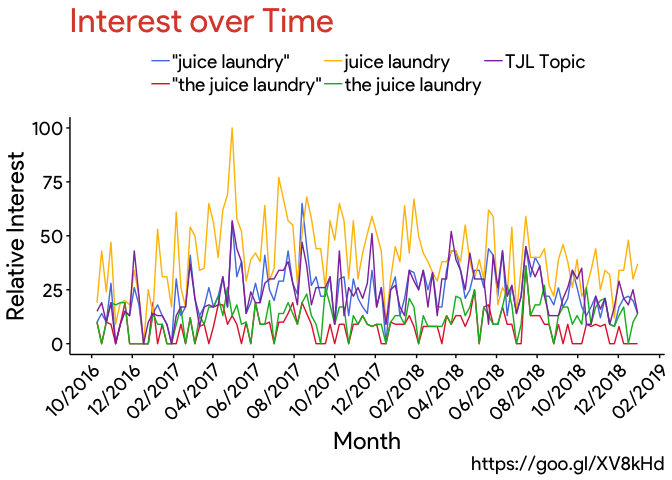 Interest over Time
"juice laundry" juice laundry TJL Topic
"the juice laundry" the juice laundry
100
75
50
25
0
Relative Interest
10/2016 12/2016 02/2017 04/2017 06/2017 08/2017 10/2017 12/2017 02/2018 04/2018 06/2018 08/2018 10/2018 12/2018 02/2019
Month
https://goo.gl/XV8kHd